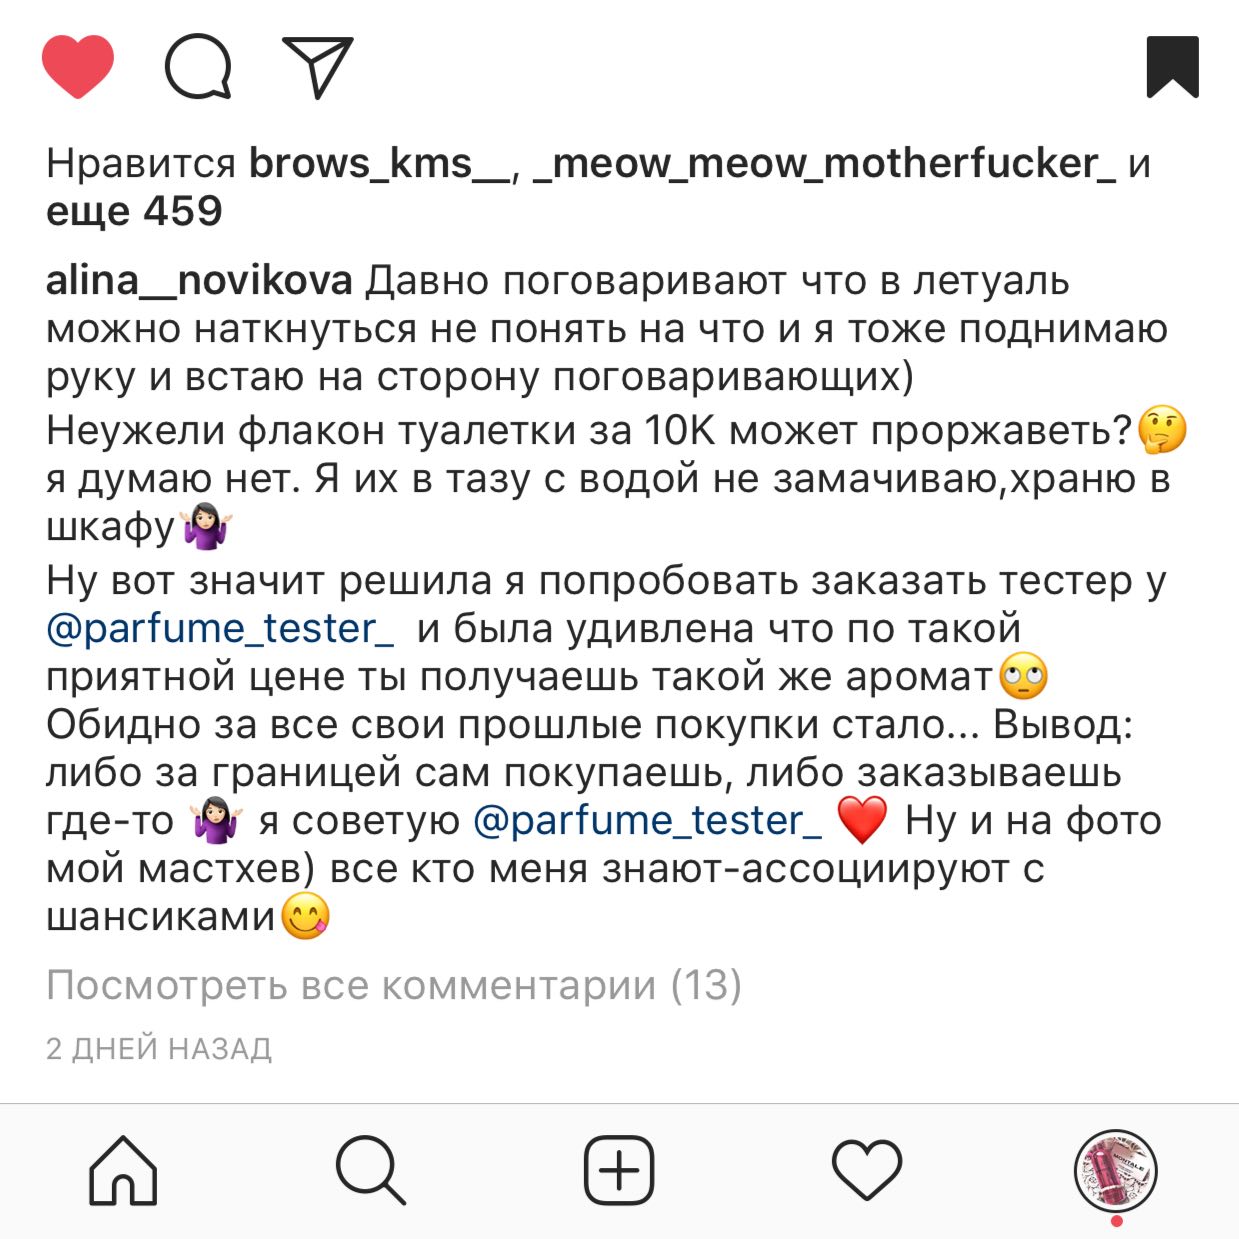 Нравится brows_kms__, _meow_meow_motherfucker_ и
еще 459
alina__novikova Давно поговаривают что в летуаль
можно наткнуться не понять на что и я тоже поднимаю
руку и встаю на сторону поговаривающих)
Неужели флакон туалетки за 10К может проржаветь?🤔
я думаю нет. Я их в тазу с водой не замачиваю,храню в
шкафу🤷🏻‍♀️
Ну вот значит решила я попробовать заказать тестер у
@parfume_tester_ и была удивлена что по такой
приятной цене ты получаешь такой же аромат🙄
Обидно за все свои прошлые покупки стало... Вывод:
либо за границей сам покупаешь, либо заказываешь
где-то 🤷🏻‍♀️ я советую @parfume_tester_ ❤️ Ну и на фото
мой мастхев) все кто меня знают-ассоциируют с
шансиками😋
Посмотреть все комментарии (13)
2 ДНЕЙ НАЗАД
MONTALE